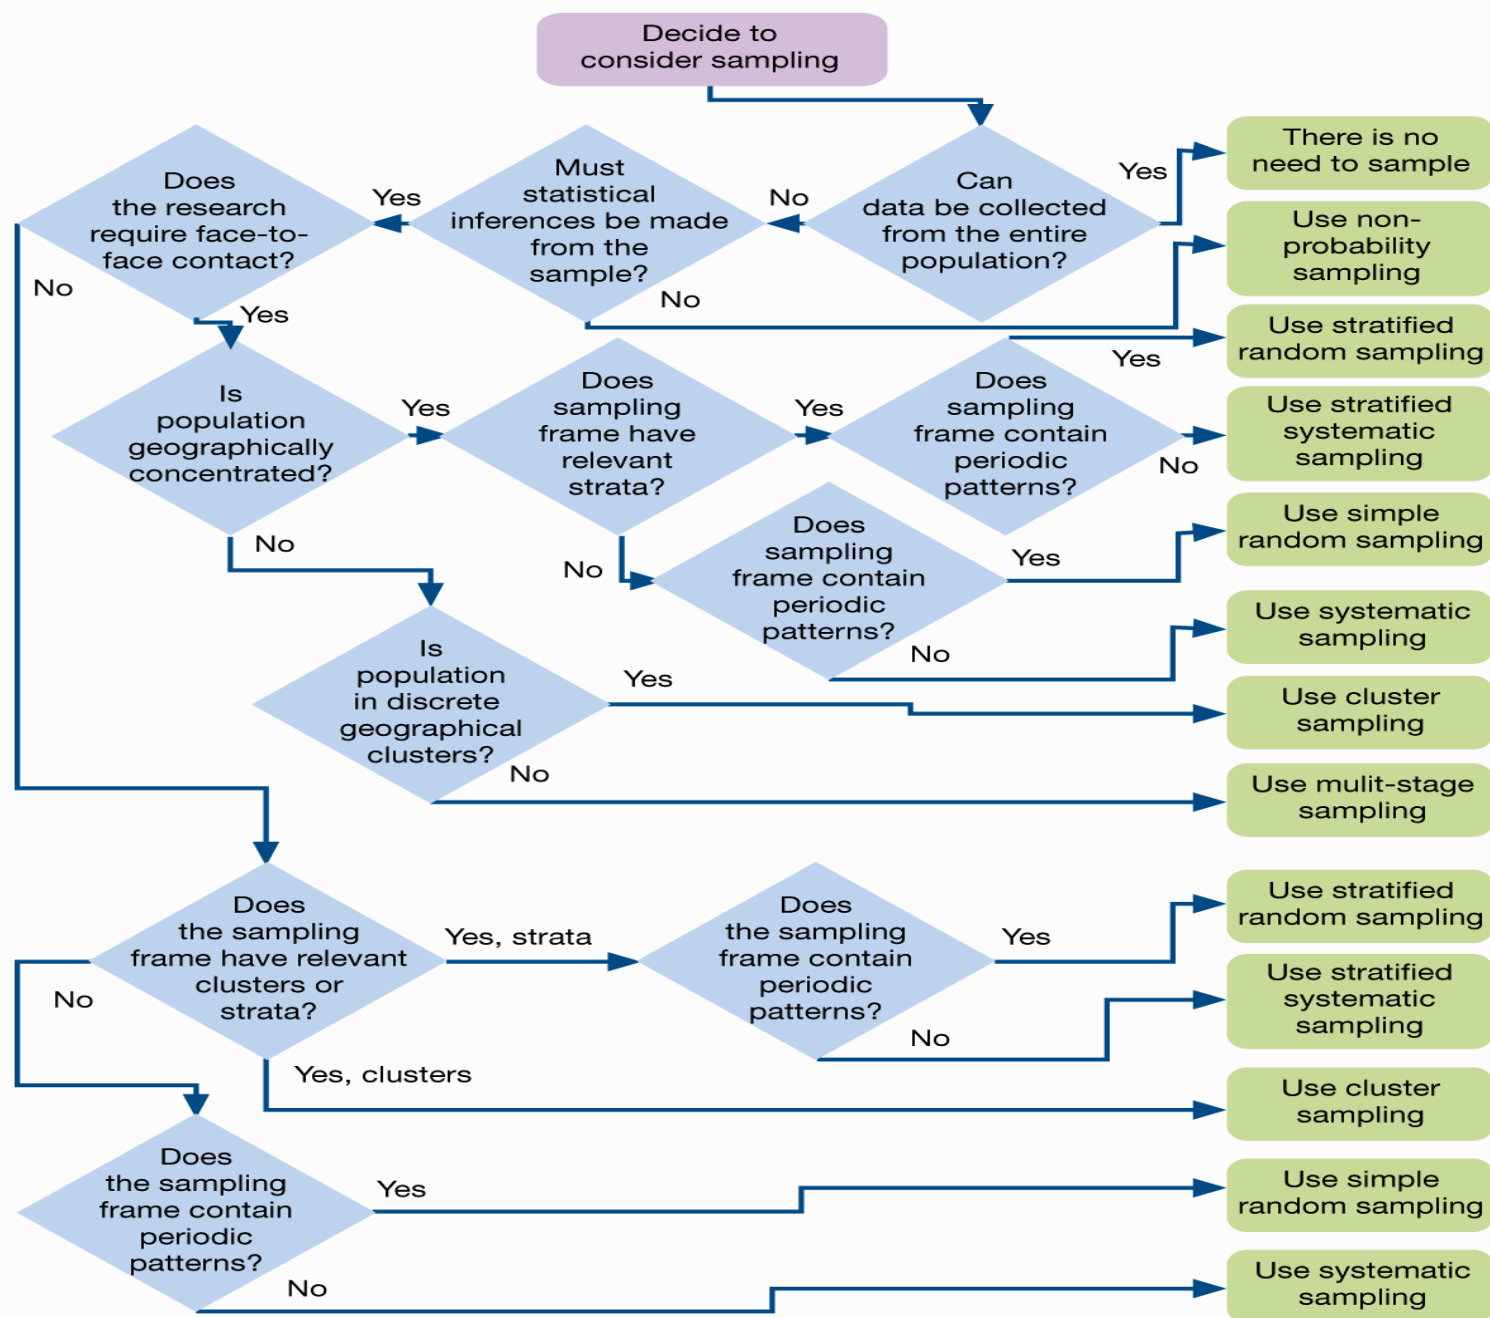 Decide to
consider sampling
Does
the research
require face-to-
face contact?
Yes
Must
statistical
inferences be made
from the
sample?
No
Can
data be collected
from the entire
population?
Yes
There is no
need to sample
Use non-
probability
sampling
No
Yes
No
Use stratified
random sampling
Is
population
geographically
concentrated?
Yes
Does
sampling
frame have
relevant
strata?
Yes
Does
sampling
frame contain
periodic
patterns?
Yes
No
Use stratified
systematic
sampling
No
No
Does
sampling
frame contain
periodic
patterns?
Yes
No
Use simple
random sampling
Use systematic
sampling
Is
population
in discrete
geographical
clusters?
Yes
No
Use cluster
sampling
Use mulit-stage
sampling
Does
the sampling
frame have relevant
clusters or
strata?
Yes, strata
Does
the sampling
frame contain
periodic
patterns?
Yes
No
Use stratified
random sampling
Use stratified
systematic
sampling
No
Yes, clusters
Use cluster
sampling
Does
the sampling
frame contain
periodic
patterns?
Yes
No
Use simple
random sampling
Use systematic
sampling